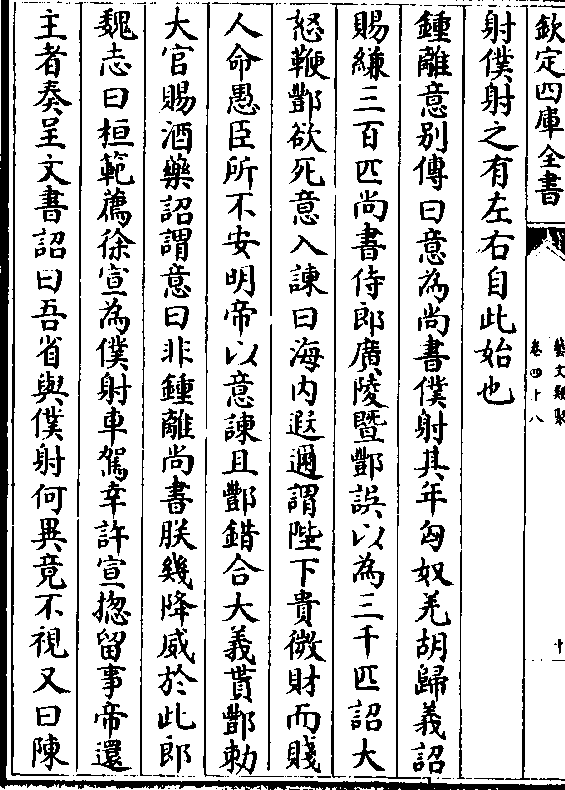 欽定四庫全書
藝文類聚
卷四十八
十
射僕射之有左右自此始也
鍾離意别傳曰意為尚書僕射其年匈奴羌胡歸義詔
賜縑三百匹尚書侍郎廣陵暨酆誤以為三千匹詔大
怒鞭酆欲死意入諫曰海内遐邇謂陛下貴微財而賤
人命愚臣所不安明帝以意諫且酆錯合大義貰酆勅
大官賜酒藥詔謂意曰非鍾離尚書朕幾降威於此郎
魏志曰桓範薦徐宣為僕射車駕幸許宣揔留事帝還
主者奏呈文書詔曰吾省與僕射何異竟不視又曰陳